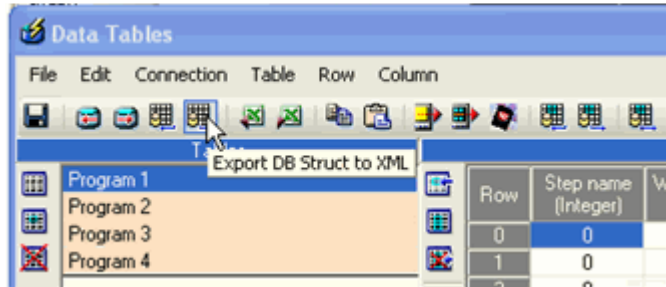 Data Tables
File Edit Connection Table Row Column
Export DB Struct to XML
Program 1
Program 2
Program 3
Program 4
Row Step name (Integer)
0 0
1 0